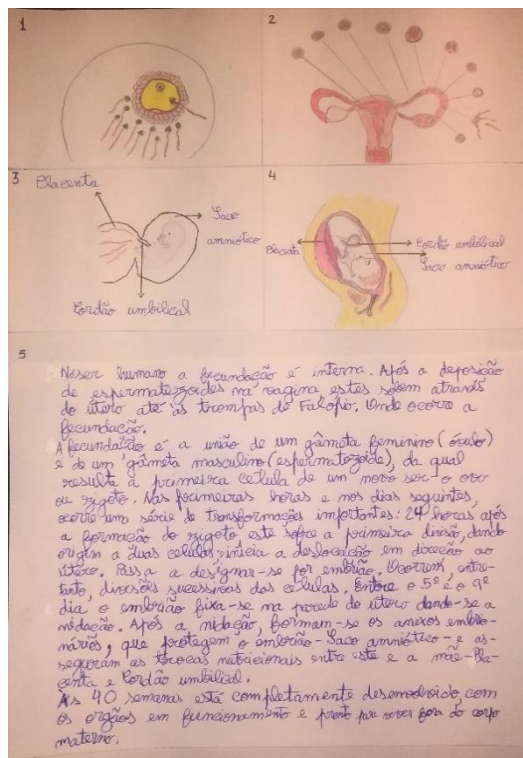 1
2
3
Placenta
Saco
amniótico
Cordão umbilical
4
Placenta
Cordão umbilical
Saco amniótico
5
No ser humano a fecundação é interna. Após a deposição
de espermatozoides na vagina, estes sobem através
do útero até às trompas de Falópio. Onde ocorre a
fecundação.
A fecundação é a união de um gâmeta feminino (óvulo)
e de um gâmeta masculino (espermatozoide), da qual
resulta a primeira célula de um novo ser - o ovo
ou zigoto. Nas primeiras horas e nos dias seguintes,
ocorre um série de transformações importantes: 24 horas após
a formação do zigoto, este sofre a primeira divisão, dando
origem a duas células, inicia a deslocação em direção ao
útero. Passa a designar-se por embrião. Ocorrem, entre-
tanto, divisões sucessivas das células. Entre o 5º e o 9º
dia o embrião fixa-se na parede do útero dando-se a
nidação. Após a nidação, formam-se os anexos embrio-
nários, que protegem o embrião - Saco amniótico - e as-
seguram as trocas nutricionais entre este e a mãe - Pla-
centa e Cordão umbilical.
Às 40 semanas está completamente desenvolvido, com
os orgãos em funcionamento e pronto para viver fora do corpo
materno.